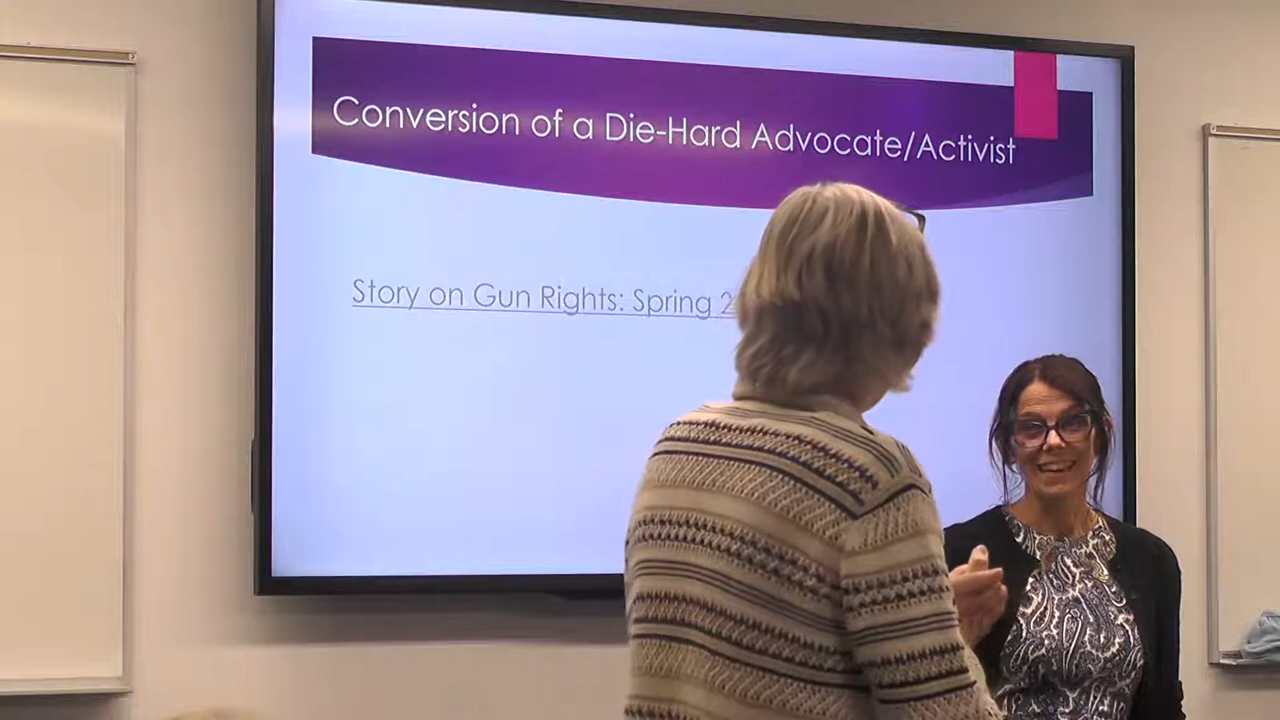 Conversion of a Die-Hard Advocate/Activist
Story on Gun Rights: Spring